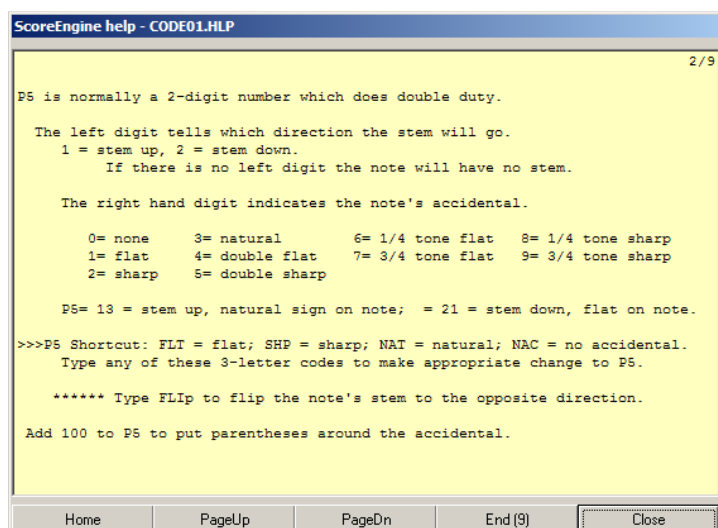 ScoreEngine help - CODE01.HLP
2/9
P5 is normally a 2-digit number which does double duty.
The left digit tells which direction the stem will go.
1 = stem up, 2 = stem down.
If there is no left digit the note will have no stem.
The right hand digit indicates the note's accidental.
0= none 3= natural 6= 1/4 tone flat 8= 1/4 tone sharp
1= flat 4= double flat 7= 3/4 tone flat 9= 3/4 tone sharp
2= sharp 5= double sharp
P5= 13 = stem up, natural sign on note; = 21 = stem down, flat on note.
>>>P5 Shortcut: FLT = flat; SHP = sharp; NAT = natural; NAC = no accidental.
Type any of these 3-letter codes to make appropriate change to P5.
****** Type FLIp to flip the note's stem to the opposite direction.
Add 100 to P5 to put parentheses around the accidental.
Home PageUp PageDn End (9) Close